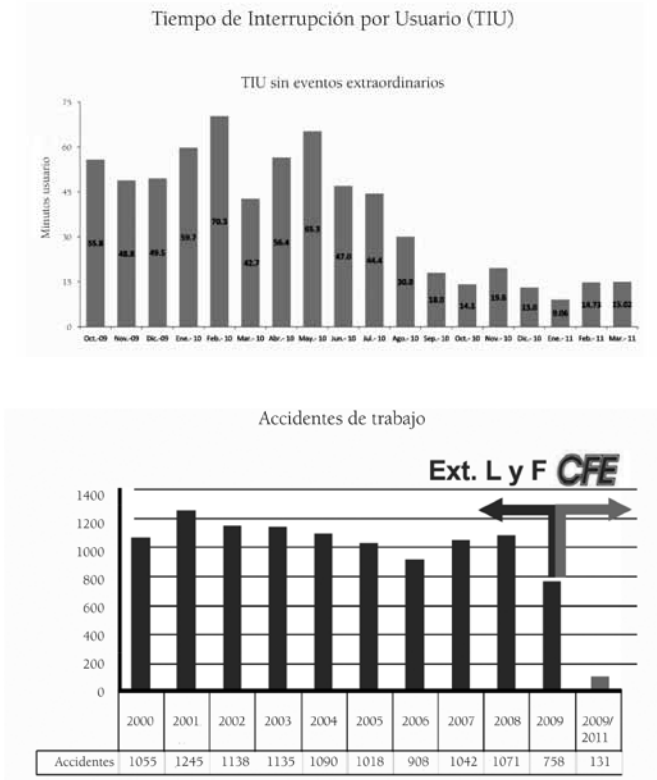 Tiempo de Interrupción por Usuario (TIU)
TIU sin eventos extraordinarios
Minutos usuario
75
60
45
30
15
0
55.8 48.8 49.5 59.7 70.3 42.7 56.4 65.3 47.0 44.4 30.0 18.0 14.1 19.6 13.0 9.06 14.73 15.02
Oct.-09 Nov.-09 Dic.-09 Ene.- 10 Feb.- 10 Mar.- 10 Abr.- 10 May.- 10 Jun.- 10 Jul.- 10 Ago.- 10 Sep.- 10 Oct.- 10 Nov.- 10 Dic.- 10 Ene.- 11 Feb.- 11 Mar.- 11
Accidentes de trabajo
Ext. L y F CFE
1400
1200
1000
800
600
400
200
0
2000 2001 2002 2003 2004 2005 2006 2007 2008 2009 2009/
2011
Accidentes 1055 1245 1138 1135 1090 1018 908 1042 1071 758 131